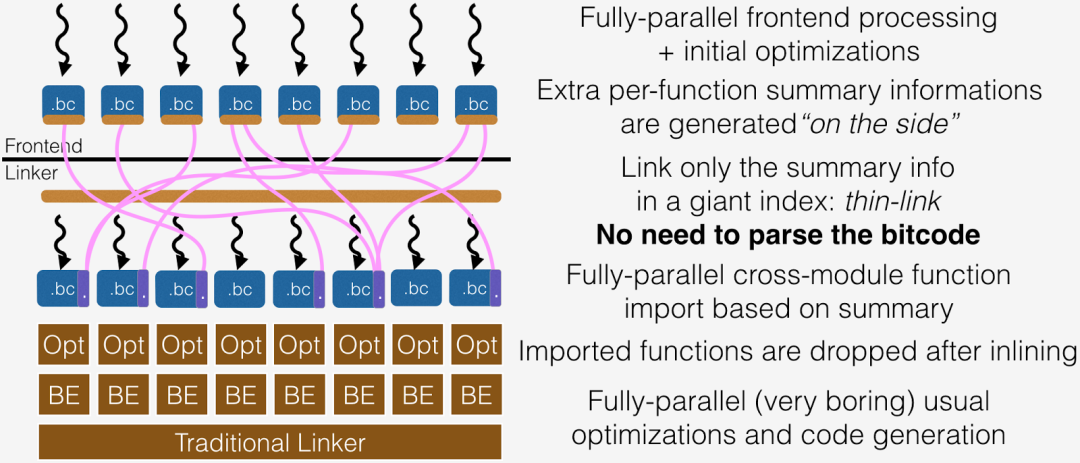 Fully-parallel frontend processing
+ initial optimizations
.bc .bc .bc .bc .bc .bc .bc .bc
Extra per-function summary informations
are generated “on the side”
Frontend
Linker
Link only the summary info
in a giant index: thin-link
No need to parse the bitcode
.bc .bc .bc .bc .bc .bc .bc .bc
Fully-parallel cross-module function
import based on summary
Opt Opt Opt Opt Opt Opt Opt Opt
Imported functions are dropped after inlining
BE BE BE BE BE BE BE BE
Fully-parallel (very boring) usual
optimizations and code generation
Traditional Linker